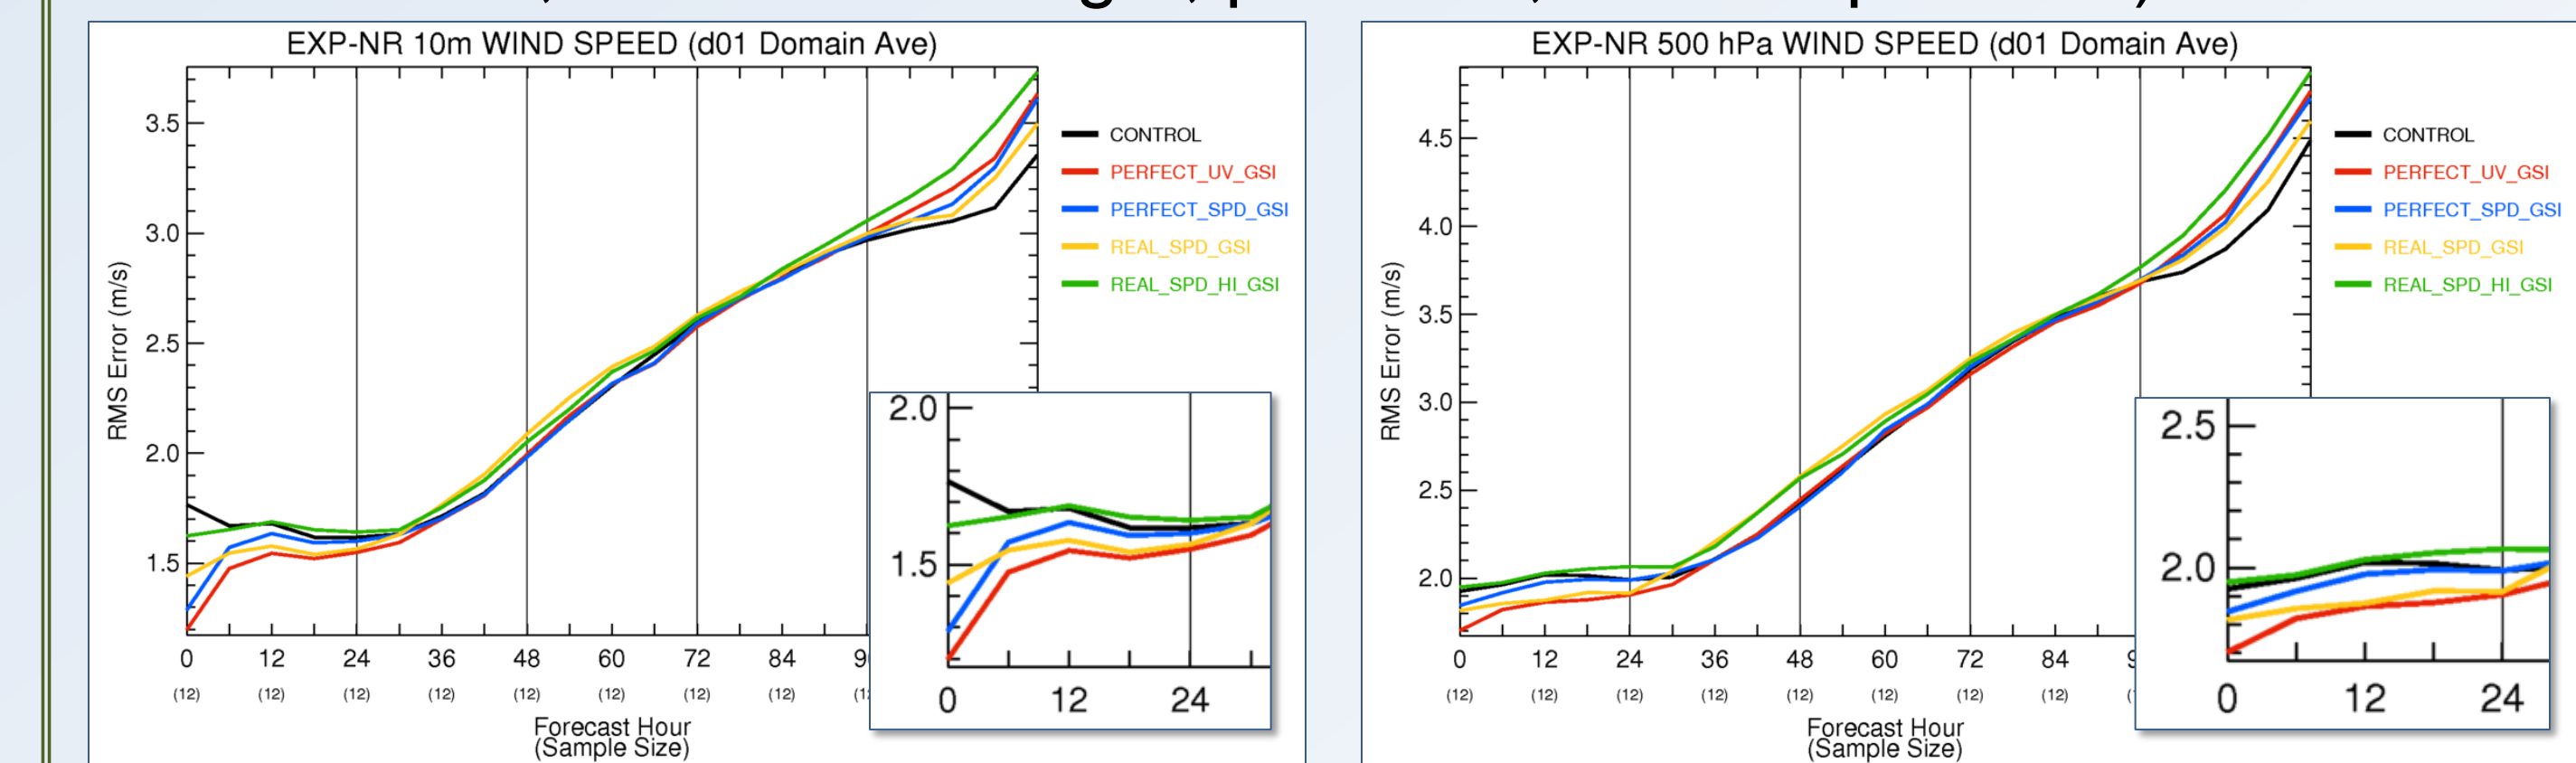 EXP-NR 10m WIND SPEED (d01 Domain Ave)
RMS Error (m/s)
3.5
3.0
2.5
2.0
1.5
0 12 24 36 48 60 72 84
(12) (12) (12) (12) (12) (12) (12) (12)
Forecast Hour
(Sample Size)
CONTROL
PERFECT_UV_GSI
PERFECT_SPD_GSI
REAL_SPD_GSI
REAL_SPD_HI_GSI
2.0
1.5
0 12 24
EXP-NR 500 hPa WIND SPEED (d01 Domain Ave)
RMS Error (m/s)
4.5
4.0
3.5
3.0
2.5
2.0
0 12 24 36 48 60 72 84
(12) (12) (12) (12) (12) (12) (12) (12)
Forecast Hour
(Sample Size)
CONTROL
PERFECT_UV_GSI
PERFECT_SPD_GSI
REAL_SPD_GSI
REAL_SPD_HI_GSI
2.5
2.0
0 12 24